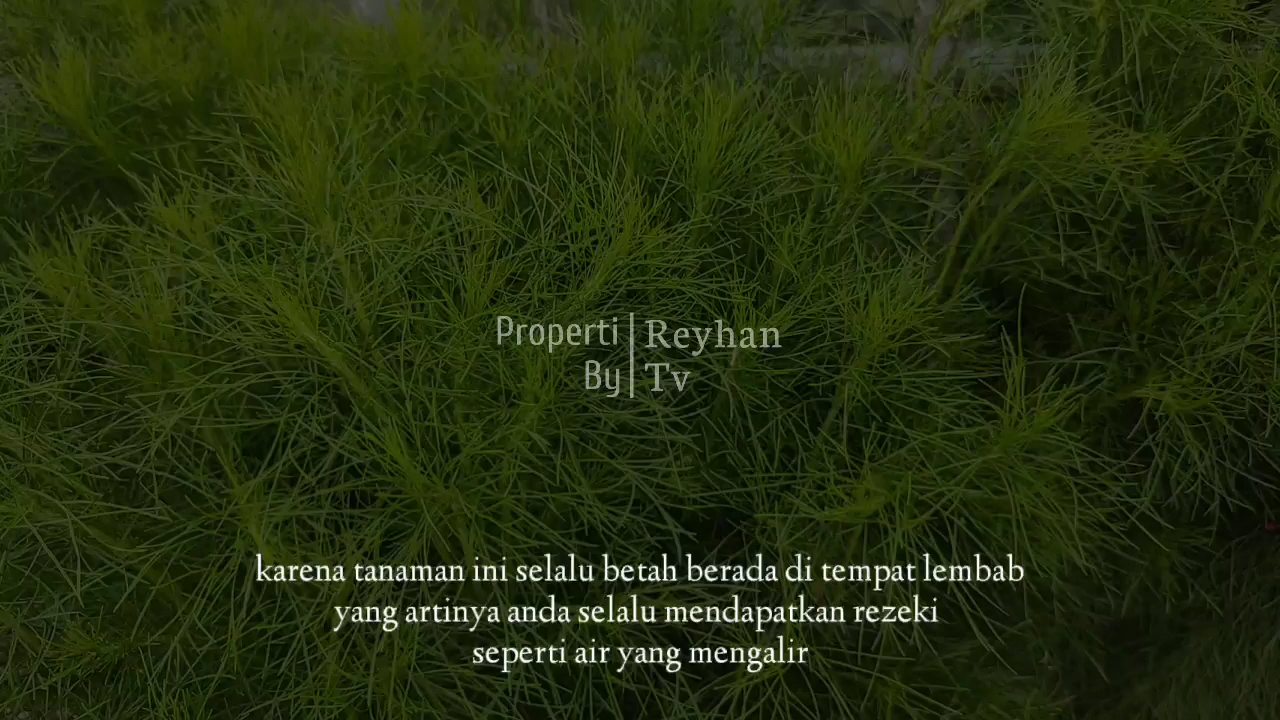 Properti | Reyhan
By | Tv
karena tanaman ini selalu betah berada di tempat lembab
yang artinya anda selalu mendapatkan rezeki
seperti air yang mengalir